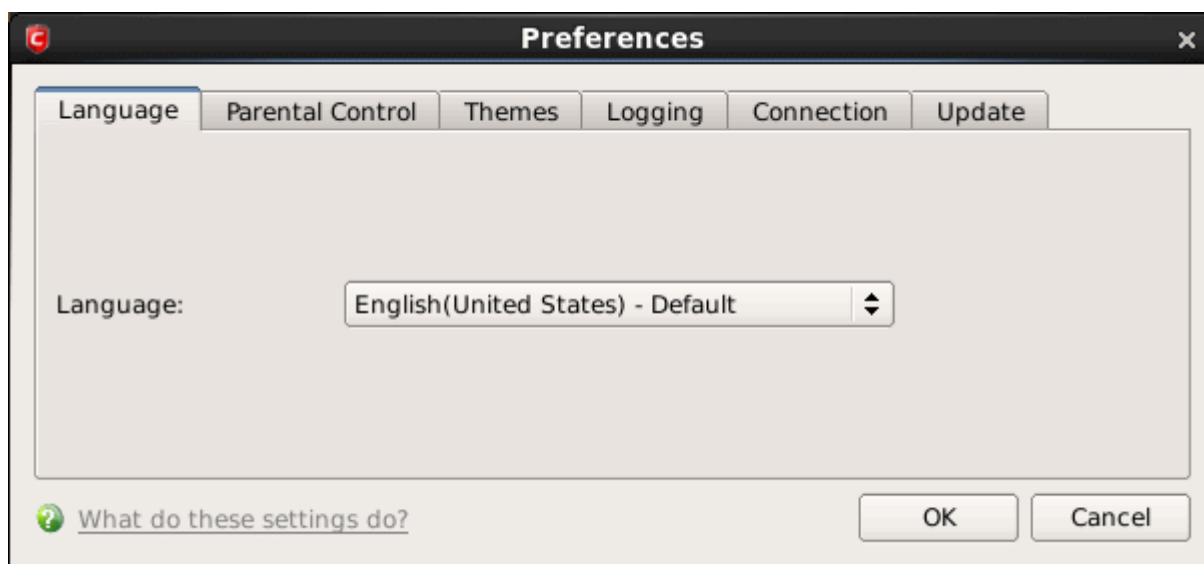 Preferences
Language Parental Control Themes Logging Connection Update
Language: English(United States) - Default
What do these settings do? OK Cancel